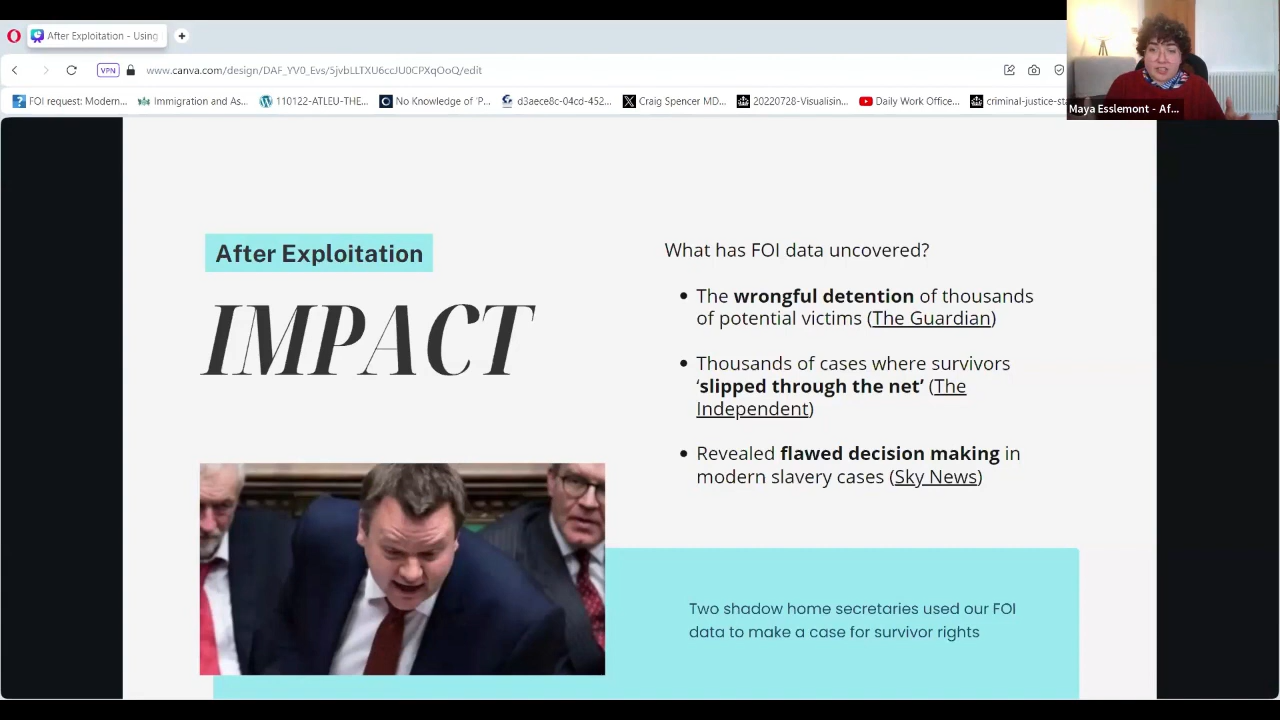 After Exploitation - Using
www.canva.com/design/DAF_YV0_Evs/5jvbLLTXU6ccJU0CPXqOoQ/edit
VPN
FOI request: Modern...
Immigration and As...
110122-ATLEU-THE...
No Knowledge of 'P...
d3aece8c-04cd-452...
Craig Spencer MD...
20220728-Visualisin...
Daily Work Office...
criminal-justice-sta
Maya Esslemont - Af...
After Exploitation
IMPACT
What has FOI data uncovered?
The wrongful detention of thousands
of potential victims (The Guardian)
Thousands of cases where survivors
‘slipped through the net’ (The
Independent)
Revealed flawed decision making in
modern slavery cases (Sky News)
Two shadow home secretaries used our FOI
data to make a case for survivor rights